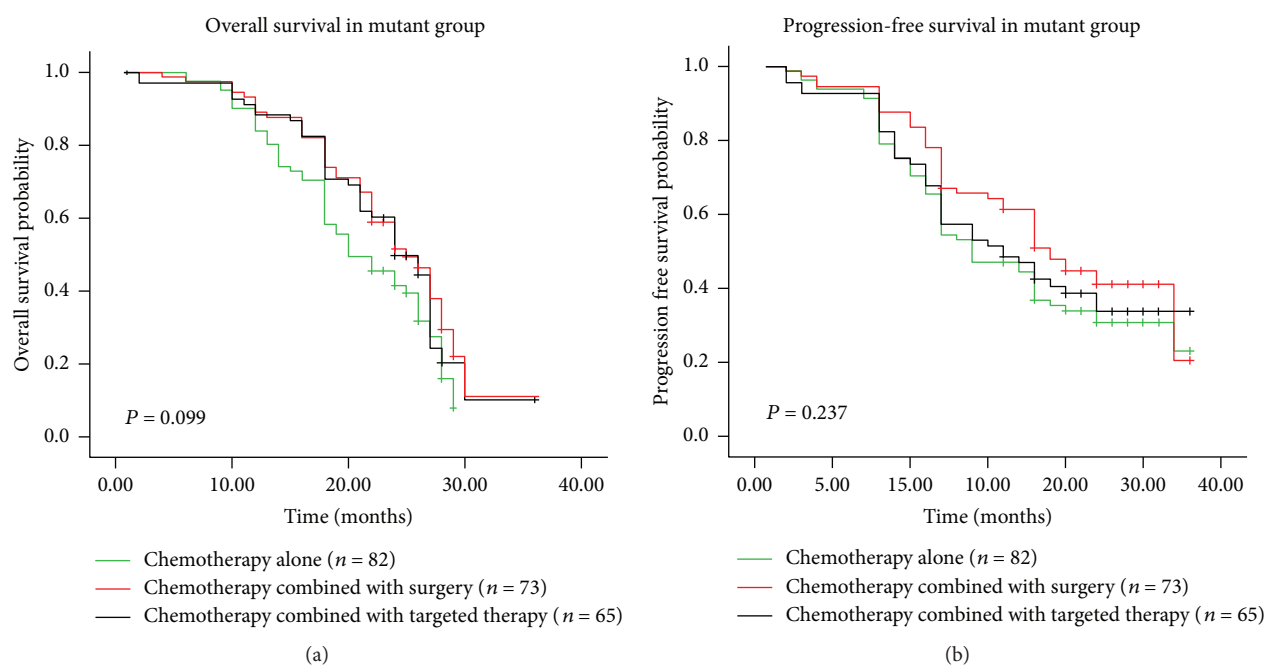 Overall survival in mutant group
Overall survival probability
1.0
0.8
0.6
0.4
0.2
0.0
P = 0.099
0.00 10.00 20.00 30.00 40.00
Time (months)
Chemotherapy alone (n = 82)
Chemotherapy combined with surgery (n = 73)
Chemotherapy combined with targeted therapy (n = 65)
(a)
Progression-free survival in mutant group
Progression free survival probability
1.0
0.8
0.6
0.4
0.2
0.0
P = 0.237
0.00 5.00 15.00 10.00 20.00 30.00 40.00
Time (months)
Chemotherapy alone (n = 82)
Chemotherapy combined with surgery (n = 73)
Chemotherapy combined with targeted therapy (n = 65)
(b)